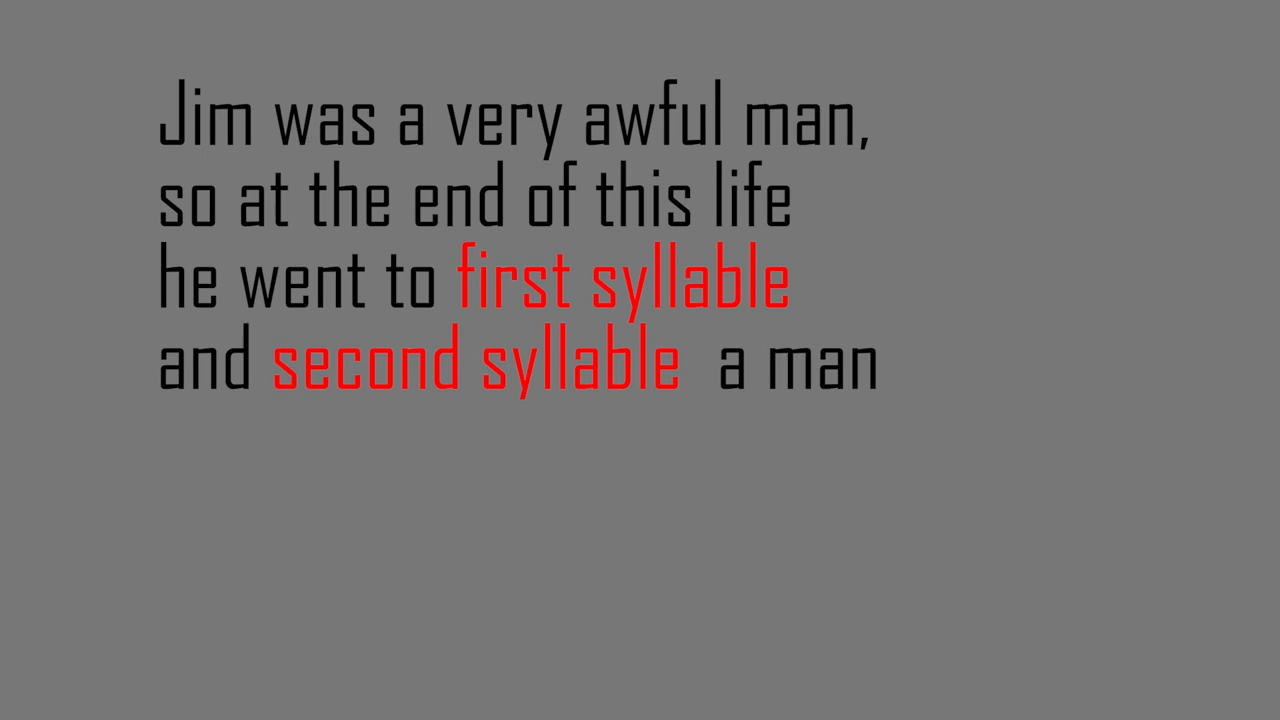 Jim was a very awful man,
so at the end of this life
he went to first syllable
and second syllable a man